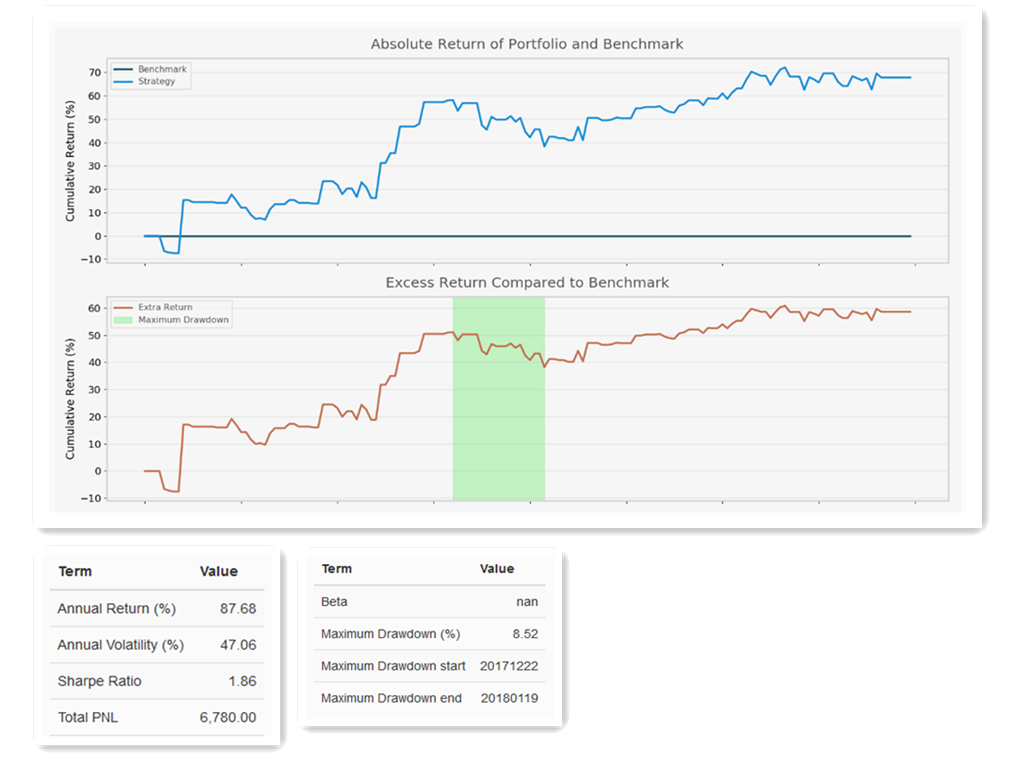 Absolute Return of Portfolio and Benchmark
Benchmark
Strategy
Cumulative Return (%)
70
60
50
40
30
20
10
0
−10
Excess Return Compared to Benchmark
Extra Return
Maximum Drawdown
Cumulative Return (%)
60
50
40
30
20
10
0
−10
Term Value
Annual Return (%) 87.68
Annual Volatility (%) 47.06
Sharpe Ratio 1.86
Total PNL 6,780.00
Term Value
Beta nan
Maximum Drawdown (%) 8.52
Maximum Drawdown start 20171222
Maximum Drawdown end 20180119